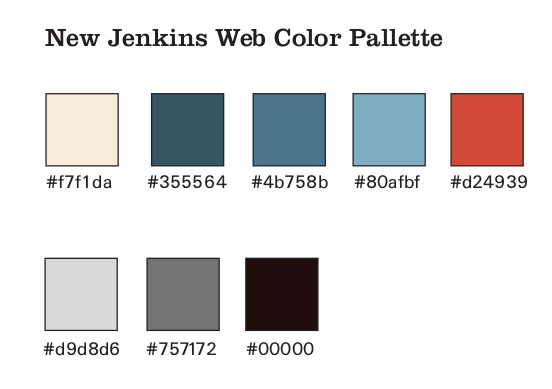 New Jenkins Web Color Pallette
#f7f1da #355564 #4b758b #80afbf #d24939
#d9d8d6 #757172 #00000